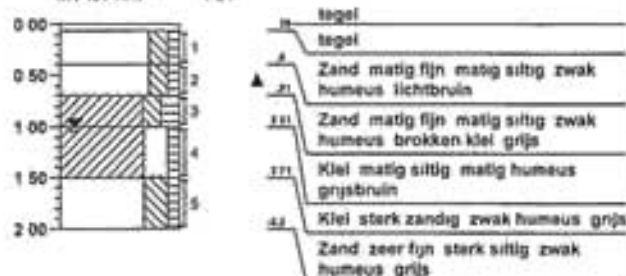 0 00
0 50
1 00
1 50
2 00
1
2
3
4
5
tegel
tegel
Zand matig fijn matig siltig zwak
humeus lichtbruin
Zand matig fijn matig siltig zwak
humeus brokken klei grijs
Klei matig siltig matig humeus
grijsbruin
Klei sterk zandig zwak humeus grijs
Zand zeer fijn sterk siltig zwak
humeus grijs